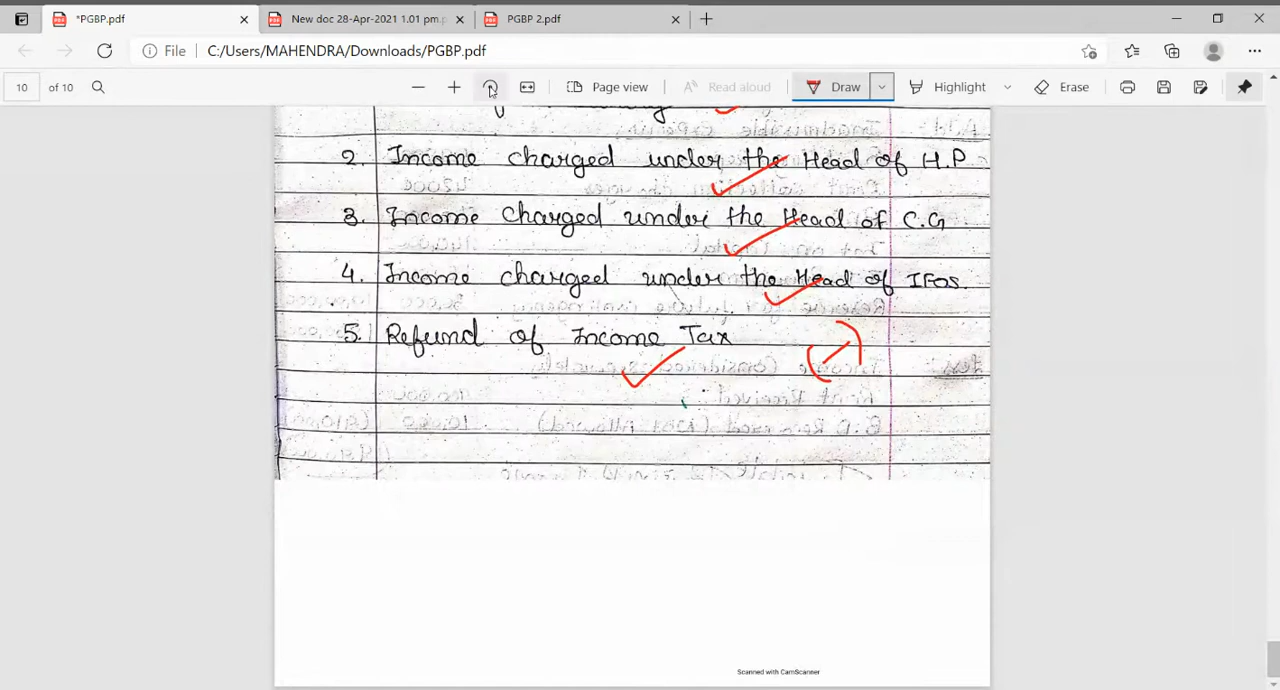 *PGBP.pdf
New doc 28-Apr-2021 1.01 pm.p
PGBP 2.pdf
File C:/Users/MAHENDRA/Downloads/PGBP.pdf
10 of 10 Page view Read aloud Draw Highlight Erase
2. Income charged under the Head of H.P
3. Income charged under the Head of C.G
4. Income charged under the Head of IFOS.
5. Refund of Income Tax (-)
Scanned with CamScanner